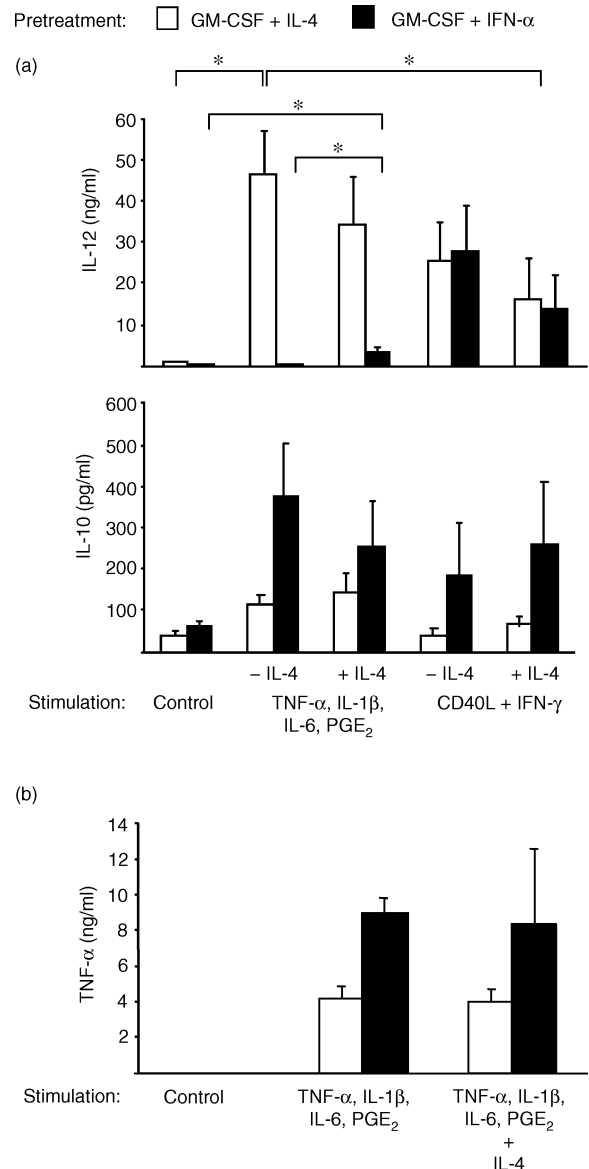 Pretreatment: GM-CSF + IL-4 GM-CSF + IFN-α
(a)
* *
*
*
60
50
40
30
20
10
IL-12 (ng/ml)
600
500
400
300
200
100
IL-10 (pg/ml)
– IL-4 + IL-4 – IL-4 + IL-4
Stimulation: Control TNF-α, IL-1β, CD40L + IFN-γ
IL-6, PGE₂
(b)
14
12
10
8
6
4
2
TNF-α (ng/ml)
Stimulation: Control TNF-α, IL-1β, TNF-α, IL-1β,
IL-6, PGE₂ IL-6, PGE₂
+
IL-4